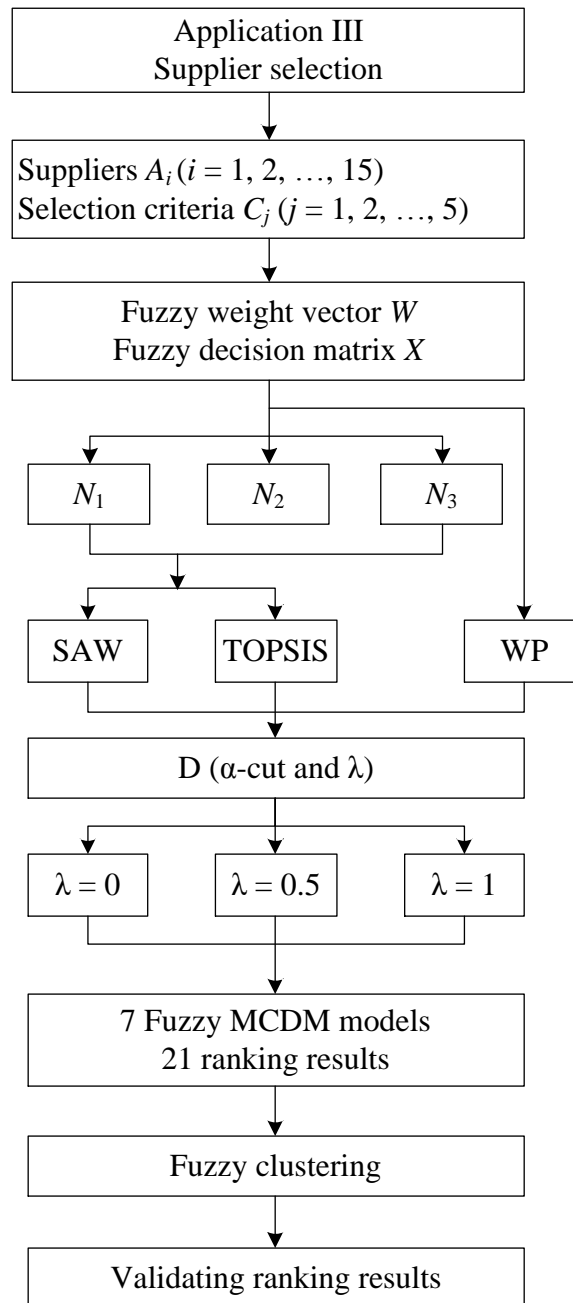 Application III
Supplier selection
Suppliers A_i (i = 1, 2, …, 15)
Selection criteria C_j (j = 1, 2, …, 5)
Fuzzy weight vector W
Fuzzy decision matrix X
N₁
N₂
N₃
SAW
TOPSIS
WP
D (α-cut and λ)
λ = 0
λ = 0.5
λ = 1
7 Fuzzy MCDM models
21 ranking results
Fuzzy clustering
Validating ranking results